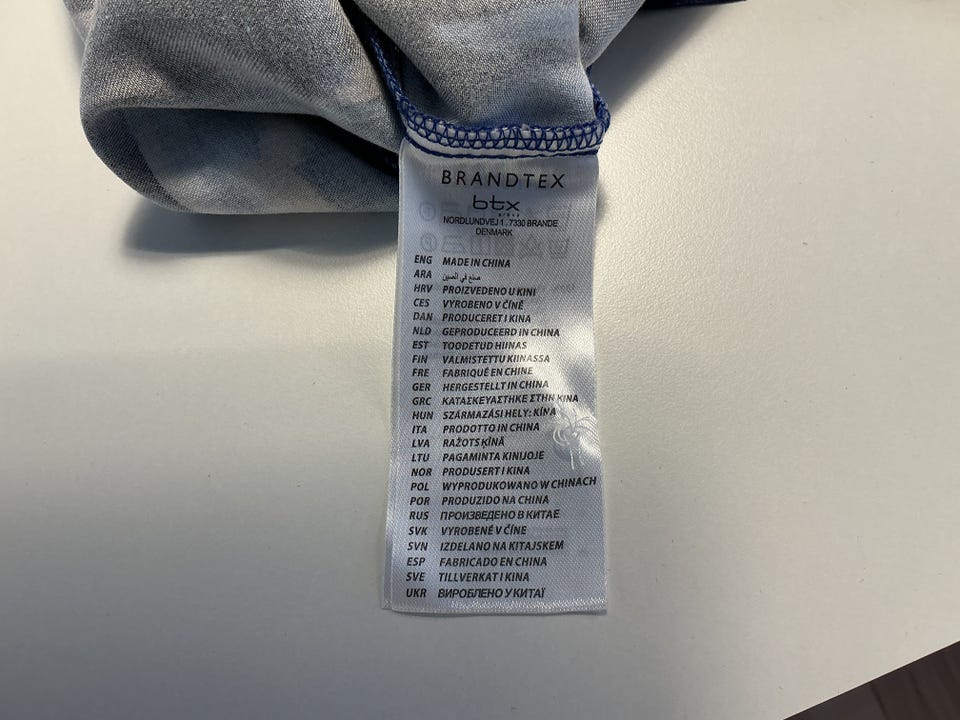 BRANDTEX
btx
group
NORDLUNDVEJ 1 . 7330 BRANDE
DENMARK
ENG MADE IN CHINA
ARA صنع في الصين
HRV PROIZVEDENO U KINI
CES VYROBENO V ČÍNĚ
DAN PRODUCERET I KINA
NLD GEPRODUCEERD IN CHINA
EST TOODETUD HIINAS
FIN VALMISTETTU KIINASSA
FRE FABRIQUÉ EN CHINE
GER HERGESTELLT IN CHINA
GRC ΚΑΤΑΣΚΕΥΑΣΤΗΚΕ ΣΤΗΝ ΚΙΝΑ
HUN SZÁRMAZÁSI HELY: KÍNA
ITA PRODOTTO IN CHINA
LVA RAŽOTS ĶĪNĀ
LTU PAGAMINTA KINIJOJE
NOR PRODUSERT I KINA
POL WYPRODUKOWANO W CHINACH
POR PRODUZIDO NA CHINA
RUS ПРОИЗВЕДЕНО В КИТАЕ
SVK VYROBENÉ V ČÍNE
SVN IZDELANO NA KITAJSKEM
ESP FABRICADO EN CHINA
SVE TILLVERKAT I KINA
UKR ВИРОБЛЕНО У КИТАЇ